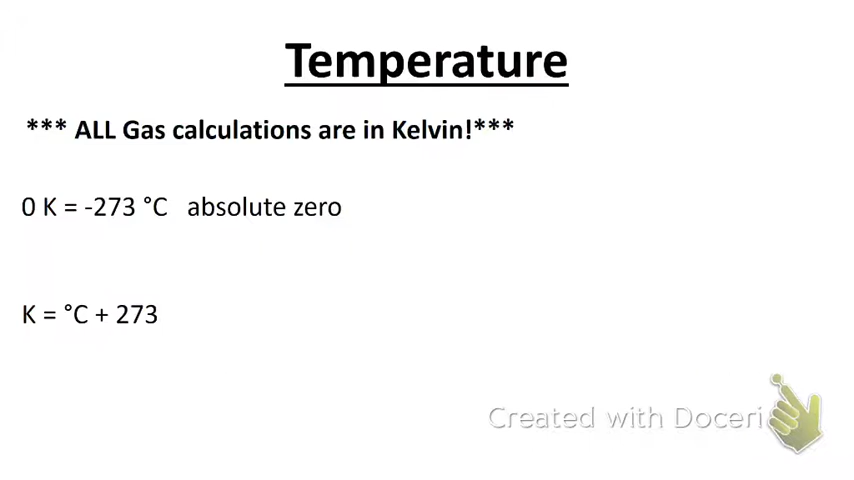 Temperature
*** ALL Gas calculations are in Kelvin!***
0 K = -273 °C   absolute zero
K = °C + 273
Created with Doceri